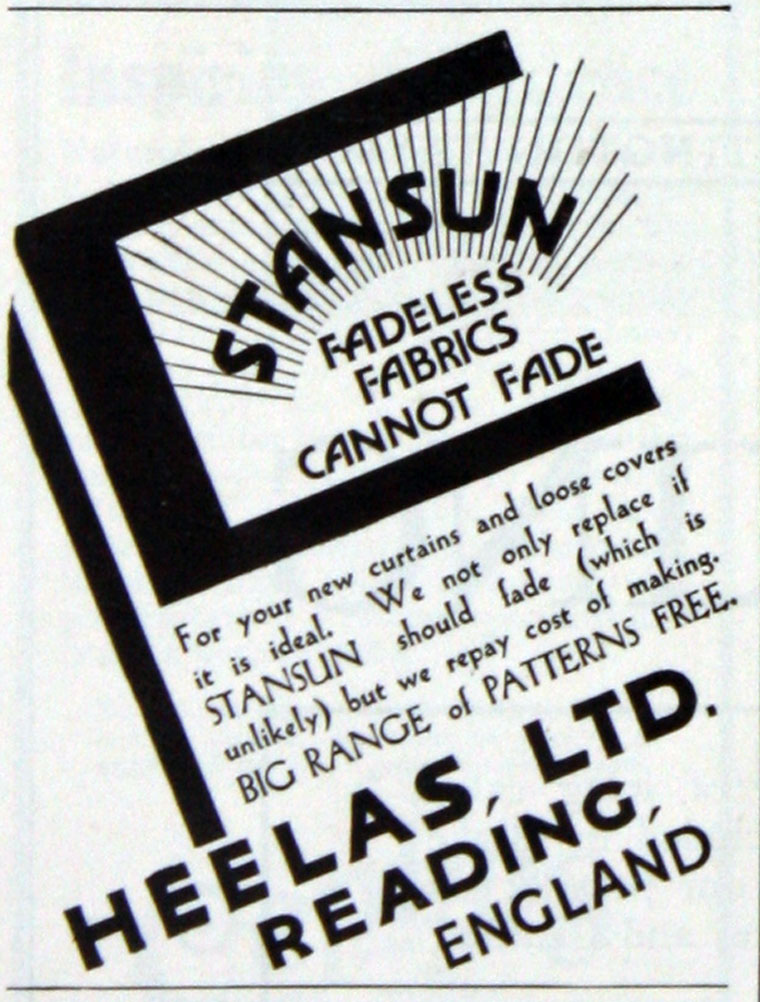 STANSUN
FADELESS
FABRICS
CANNOT FADE
For your new curtains and loose covers
it is ideal. We not only replace if
STANSUN should fade (which is
unlikely) but we repay cost of making.
BIG RANGE of PATTERNS FREE.
HEELAS, LTD.
READING,
ENGLAND